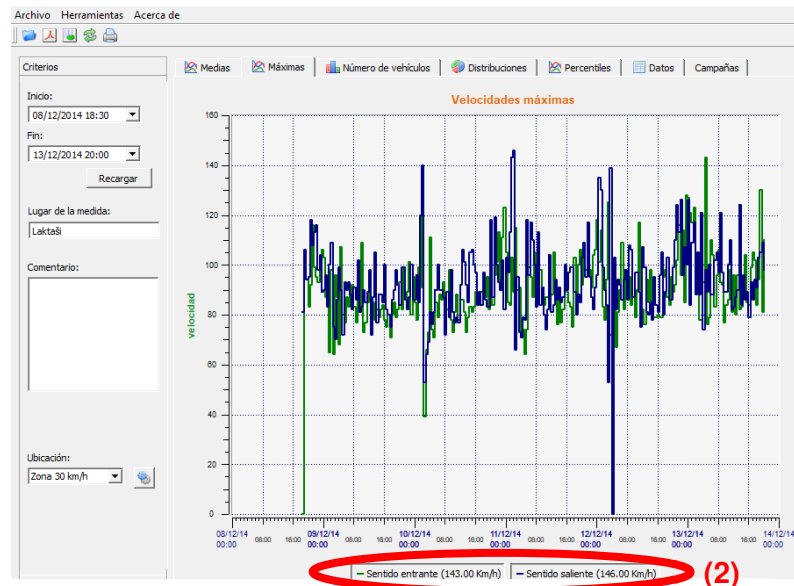 Archivo Herramientas Acerca de
Criterios
Inicio:
08/12/2014 18:30
Fin:
13/12/2014 20:00
Recargar
Lugar de la medida:
Laktaši
Comentario:
Ubicación:
Zona 30 km/h
Medias Máximas Número de vehículos Distribuciones Percentiles Datos Campañas
Velocidades máximas
velocidad
160
140
120
100
80
60
40
20
0
08/12/14 09/12/14 10/12/14 11/12/14 12/12/14 13/12/14 14/12/14
00:00 08:00 16:00 00:00 08:00 16:00 00:00 08:00 16:00 00:00 08:00 16:00 00:00 08:00 16:00 00:00 08:00 16:00 00:00
Sentido entrante (143.00 Km/h) Sentido saliente (146.00 Km/h) (2)